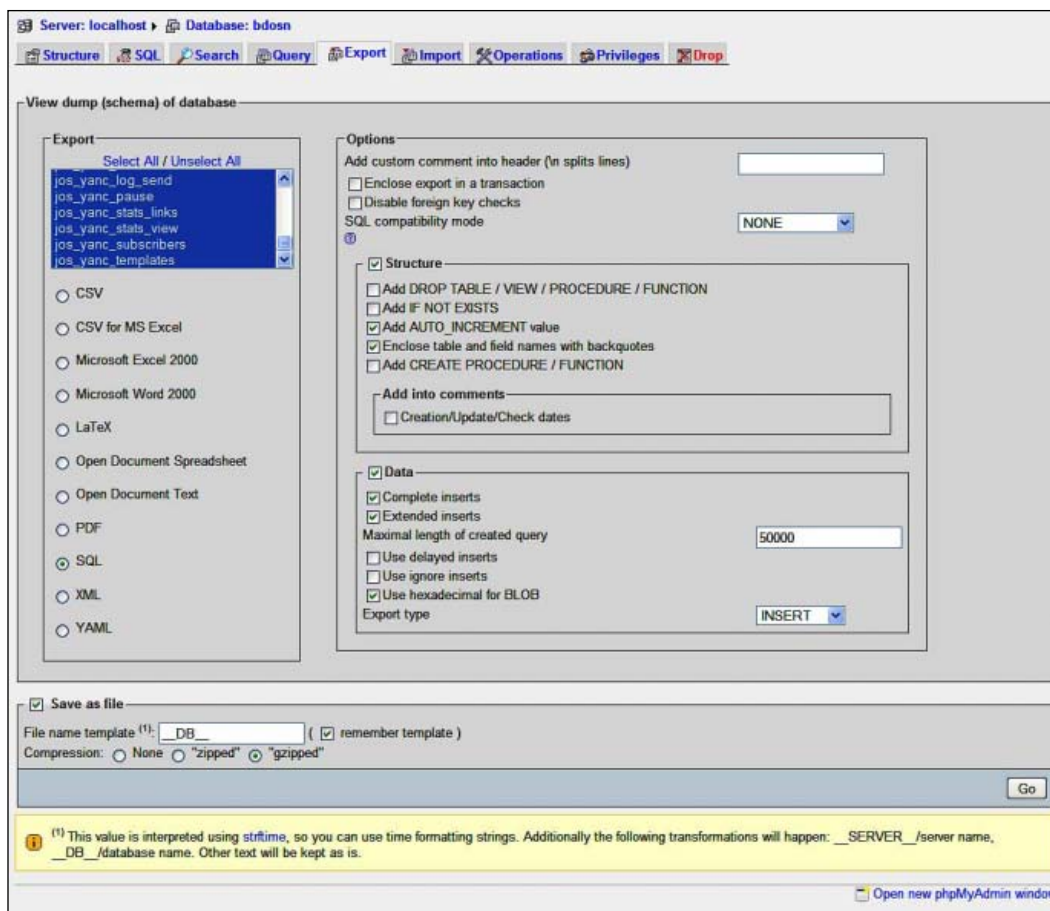 Server: localhost Database: bdosn
Structure SQL Search Query Export Import Operations Privileges Drop
View dump (schema) of database
Export
Select All / Unselect All
jos_yanc_log_send
jos_yanc_pause
jos_yanc_stats_links
jos_yanc_stats_view
jos_yanc_subscribers
jos_yanc_templates
CSV
CSV for MS Excel
Microsoft Excel 2000
Microsoft Word 2000
LaTeX
Open Document Spreadsheet
Open Document Text
PDF
SQL
XML
YAML
Options
Add custom comment into header (\n splits lines)
Enclose export in a transaction
Disable foreign key checks
SQL compatibility mode NONE
Structure
Add DROP TABLE / VIEW / PROCEDURE / FUNCTION
Add IF NOT EXISTS
Add AUTO_INCREMENT value
Enclose table and field names with backquotes
Add CREATE PROCEDURE / FUNCTION
Add into comments
Creation/Update/Check dates
Data
Complete inserts
Extended inserts
Maximal length of created query 50000
Use delayed inserts
Use ignore inserts
Use hexadecimal for BLOB
Export type INSERT
Save as file
File name template (1): __DB__ ( remember template )
Compression: None "zipped" "gzipped"
Go
(1) This value is interpreted using strftime, so you can use time formatting strings. Additionally the following transformations will happen: __SERVER__/server name,
__DB__/database name. Other text will be kept as is.
Open new phpMyAdmin window